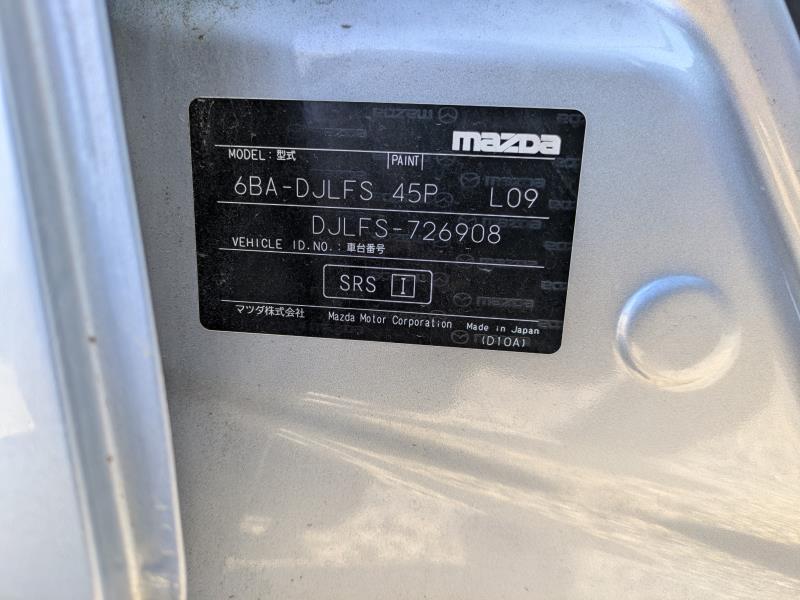 mazda
MODEL: 型式 PAINT
6BA-DJLFS 45P L09
DJLFS-726908
VEHICLE ID.NO.: 車台番号
SRS I
マツダ株式会社 Mazda Motor Corporation Made in Japan
(D10A)